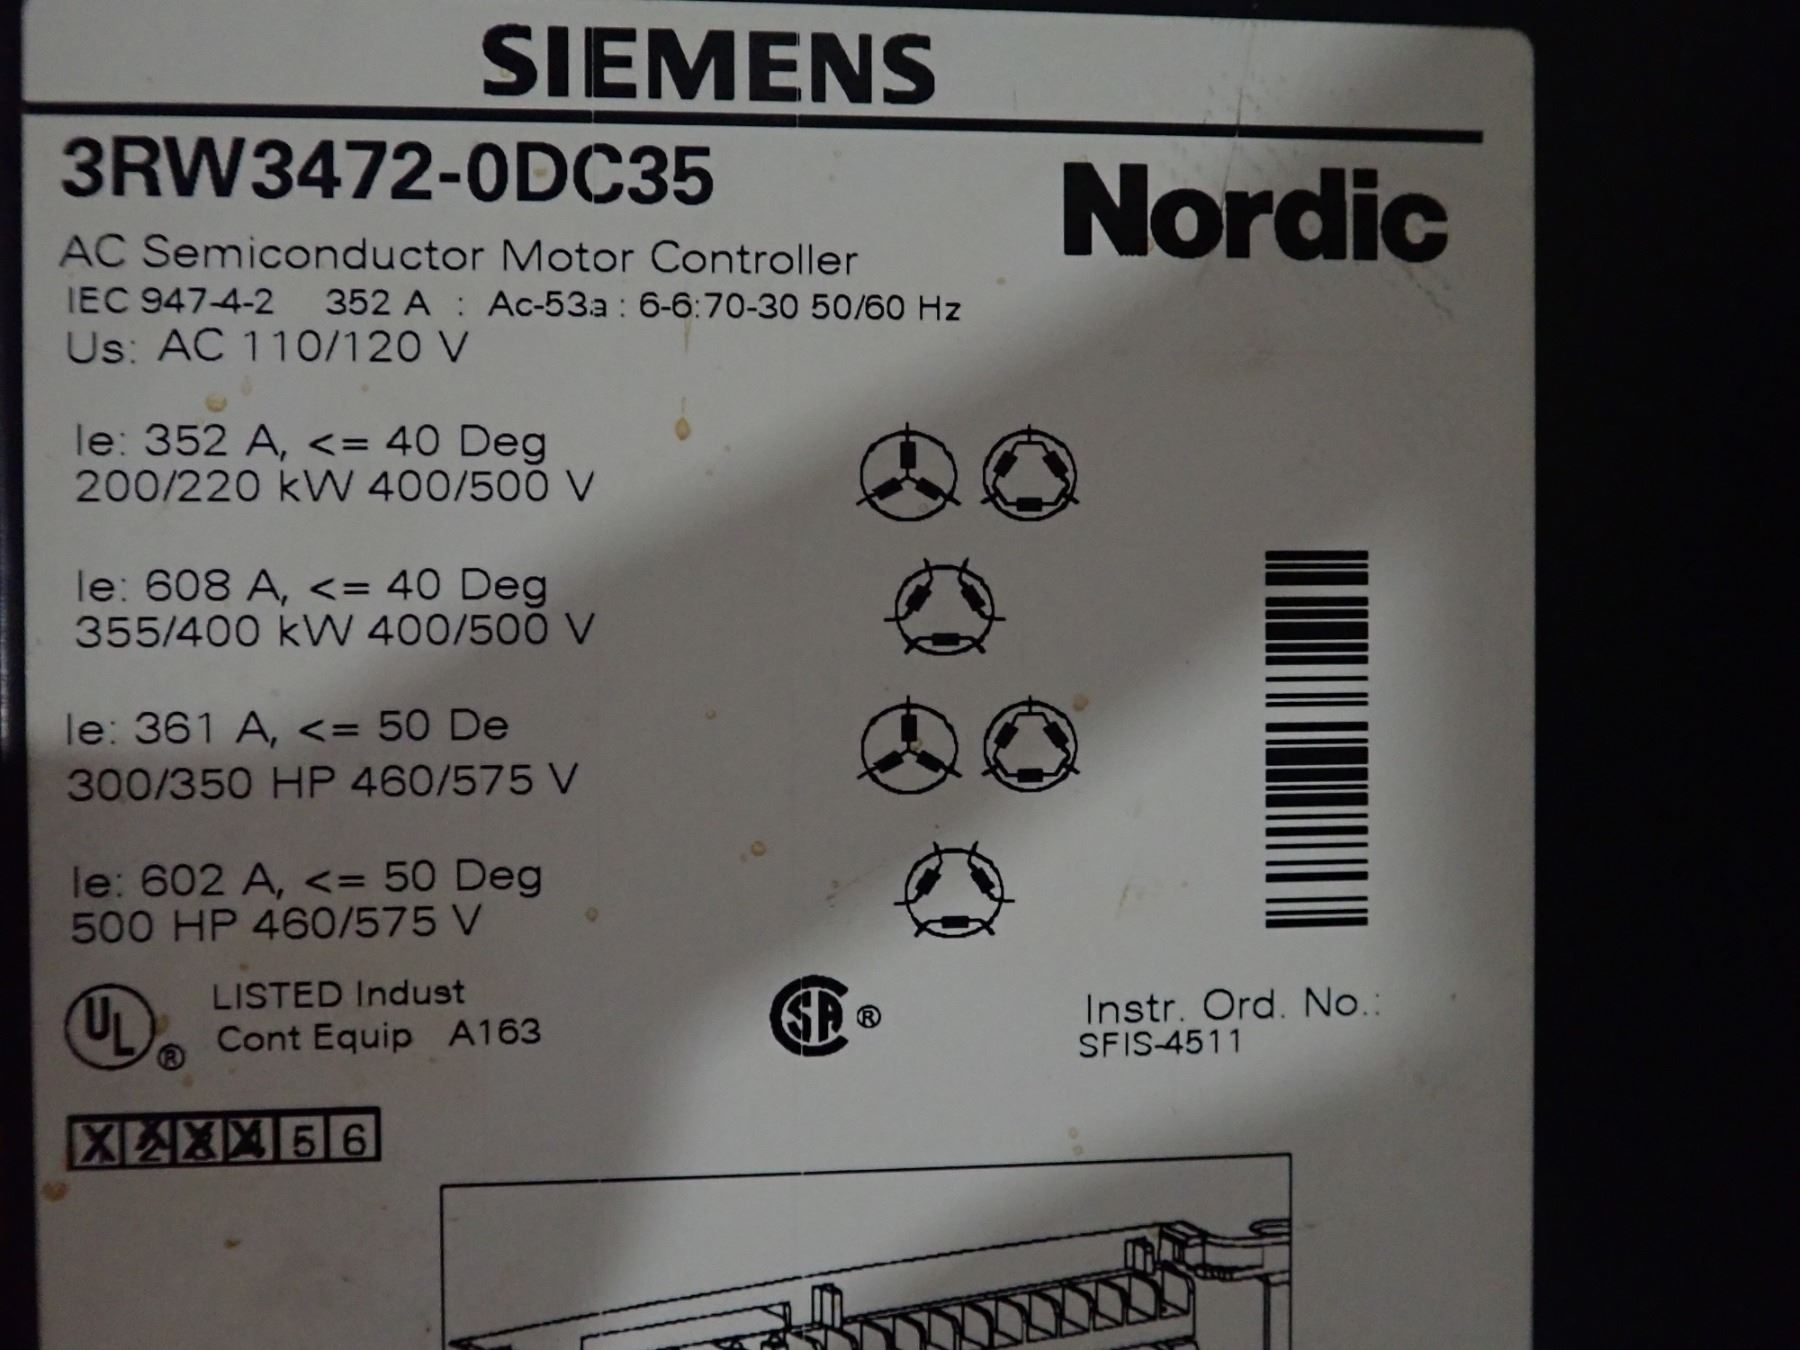 SIEMENS
3RW3472-0DC35
Nordic
AC Semiconductor Motor Controller
IEC 947-4-2 352 A : Ac-53a : 6-6:70-30 50/60 Hz
Us: AC 110/120 V
Ie: 352 A, <= 40 Deg
200/220 kW 400/500 V
Ie: 608 A, <= 40 Deg
355/400 kW 400/500 V
Ie: 361 A, <= 50 De
300/350 HP 460/575 V
Ie: 602 A, <= 50 Deg
500 HP 460/575 V
UL ® LISTED Indust
Cont Equip A163
CSA ®
Instr. Ord. No.:
SFIS-4511
X 2 3 4 5 6